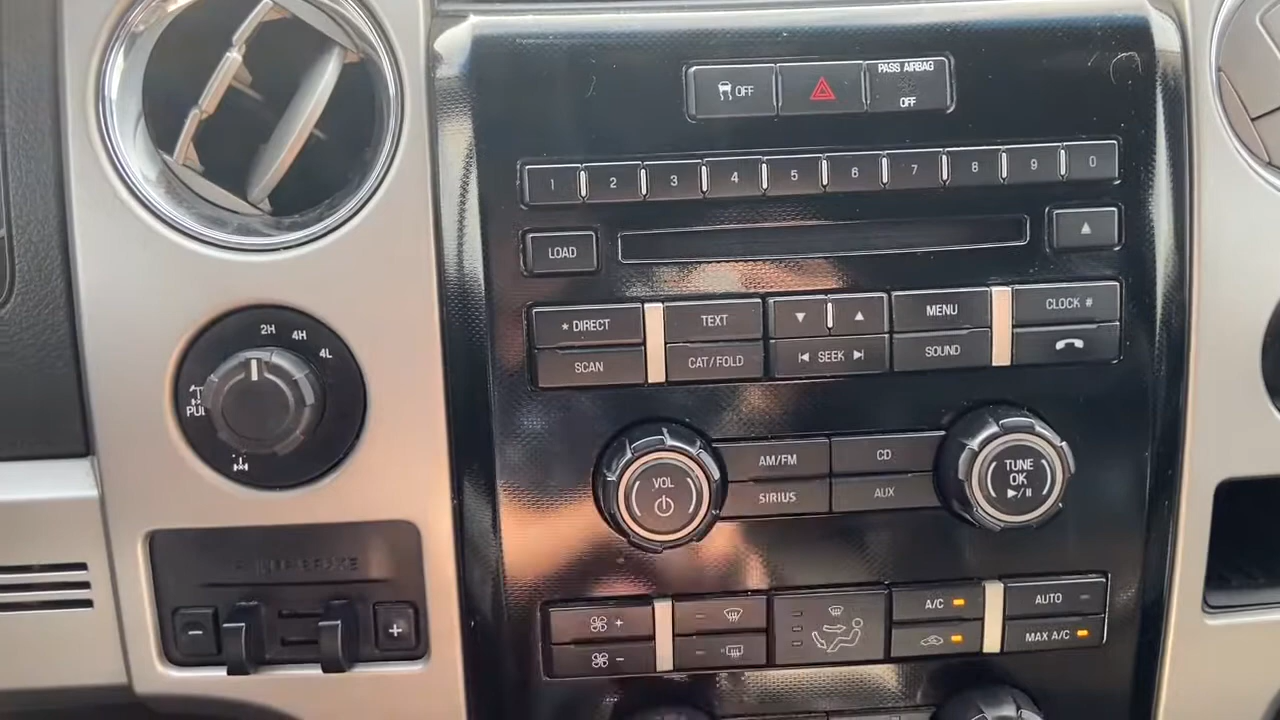 OFF
PASS AIRBAG
OFF
1 2 3 4 5 6 7 8 9 0
LOAD
* DIRECT TEXT MENU CLOCK #
SCAN CAT/FOLD SEEK SOUND
2H 4H 4L
VOL AM/FM CD TUNE
OK
SIRIUS AUX
BRAKE
A/C AUTO
MAX A/C